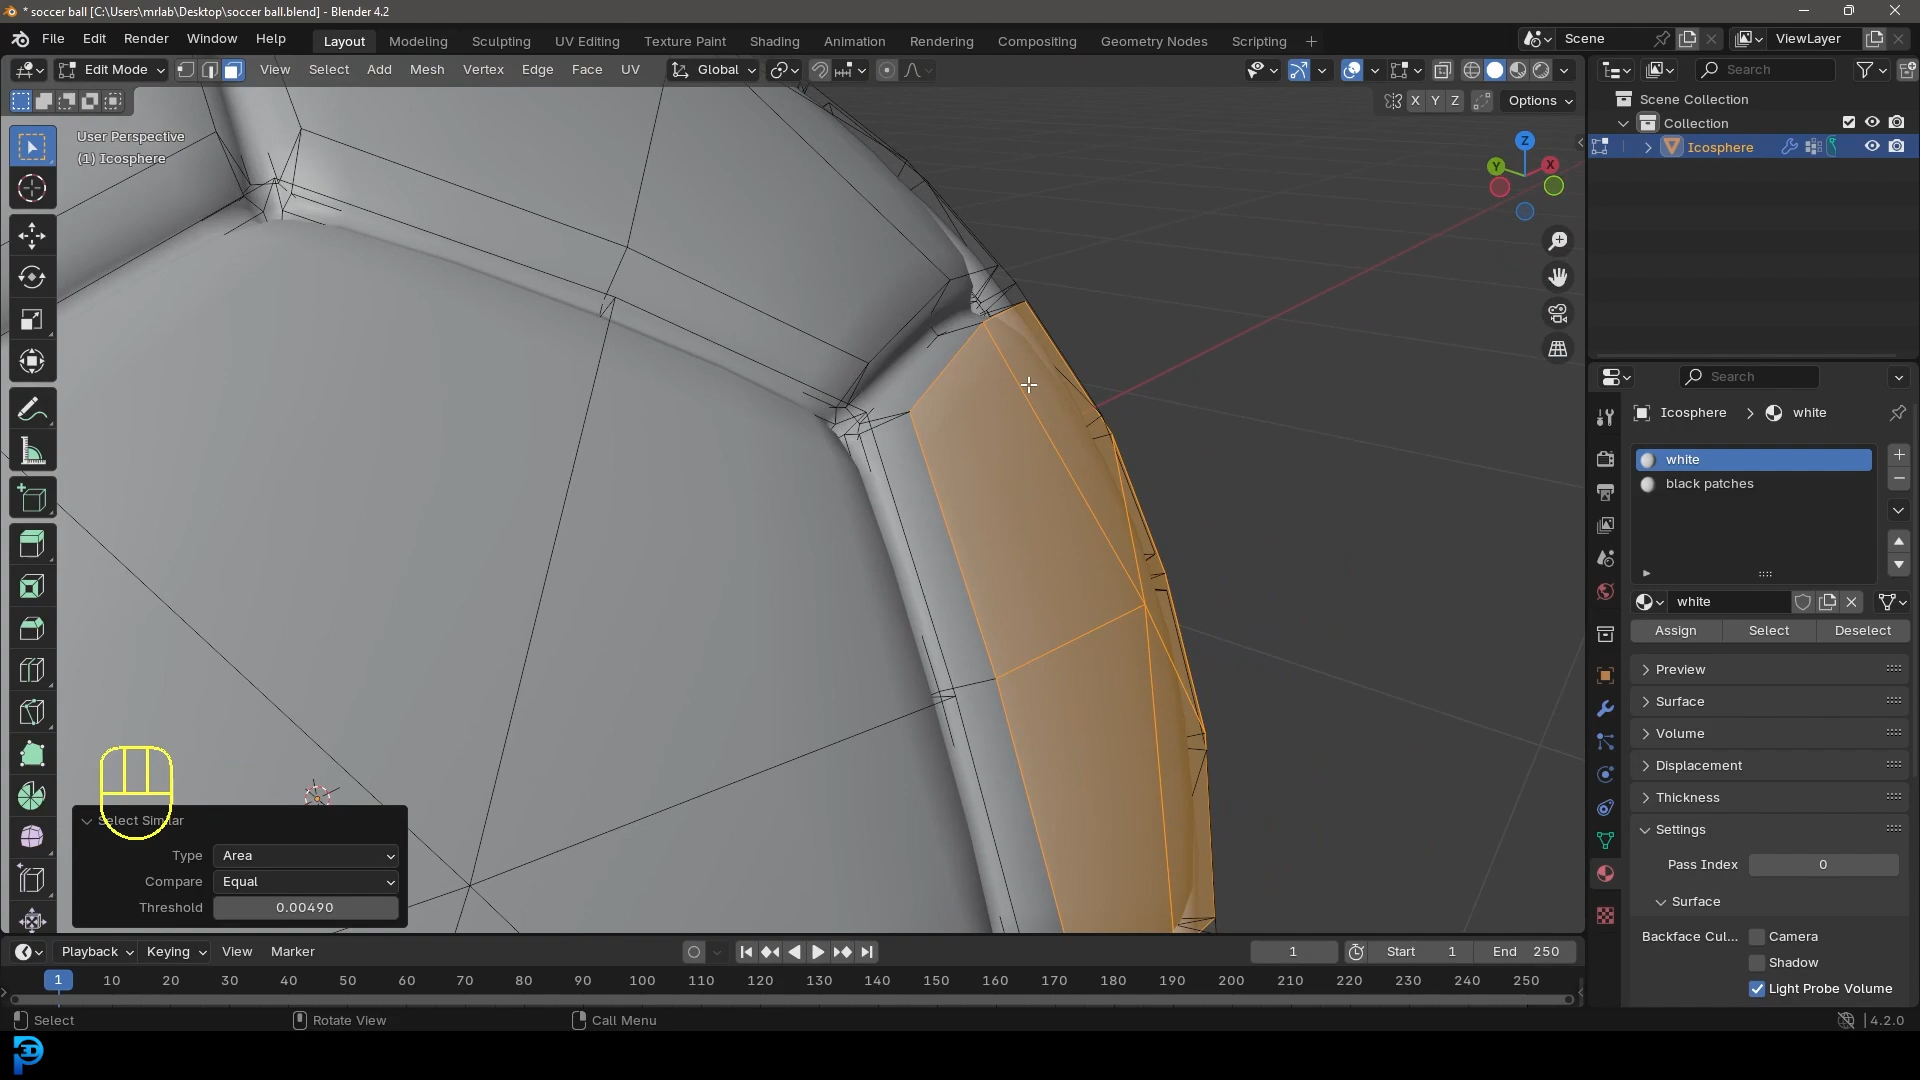 * soccer ball [C:\Users\mrlab\Desktop\soccer ball.blend] - Blender 4.2
File Edit Render Window Help Layout Modeling Sculpting UV Editing Texture Paint Shading Animation Rendering Compositing Geometry Nodes Scripting + Scene ViewLayer
Edit Mode View Select Add Mesh Vertex Edge Face UV Global Search
X Y Z Options
Scene Collection
Collection
Icosphere
User Perspective
(1) Icosphere
Z
Y X
Search
Icosphere > white
white
black patches
white
Assign Select Deselect
Preview
Surface
Volume
Displacement
Thickness
Settings
Pass Index 0
Surface
Backface Cul... Camera
Shadow
Light Probe Volume
Select Similar
Type Area
Compare Equal
Threshold 0.00490
Playback Keying View Marker 1 Start 1 End 250
1 10 20 30 40 50 60 70 80 90 100 110 120 130 140 150 160 170 180 190 200 210 220 230 240 250
Select Rotate View Call Menu 4.2.0
3D